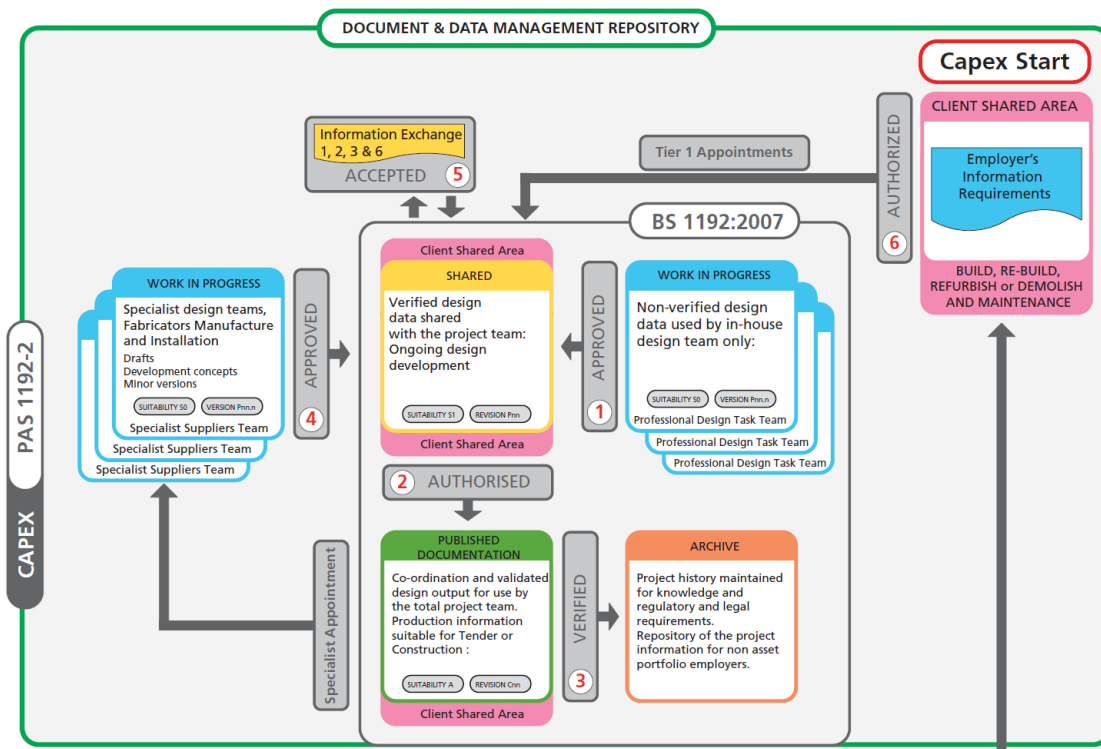 DOCUMENT & DATA MANAGEMENT REPOSITORY
Capex Start
CLIENT SHARED AREA
Employer's
Information
Requirements
BUILD, RE-BUILD,
REFURBISH or DEMOLISH
AND MAINTENANCE
AUTHORIZED
6
Tier 1 Appointments
Information Exchange
1, 2, 3 & 6
ACCEPTED
5
BS 1192:2007
Client Shared Area
SHARED
Verified design
data shared
with the project team:
Ongoing design
development
SUITABILITY S1
REVISION Pnn
Client Shared Area
WORK IN PROGRESS
Non-verified design
data used by in-house
design team only:
SUITABILITY S0
VERSION Pnn.n
Professional Design Task Team
Professional Design Task Team
Professional Design Task Team
APPROVED
1
WORK IN PROGRESS
Specialist design teams,
Fabricators Manufacture
and Installation
Drafts
Development concepts
Minor versions
SUITABILITY S0
VERSION Pnn.n
Specialist Suppliers Team
Specialist Suppliers Team
Specialist Suppliers Team
APPROVED
4
2
AUTHORISED
PUBLISHED
DOCUMENTATION
Co-ordination and validated
design output for use by
the total project team.
Production information
suitable for Tender or
Construction :
SUITABILITY A
REVISION Cnn
Client Shared Area
VERIFIED
3
ARCHIVE
Project history maintained
for knowledge and
regulatory and legal
requirements.
Repository of the project
information for non asset
portfolio employers.
Specialist Appointment
PAS 1192-2
CAPEX